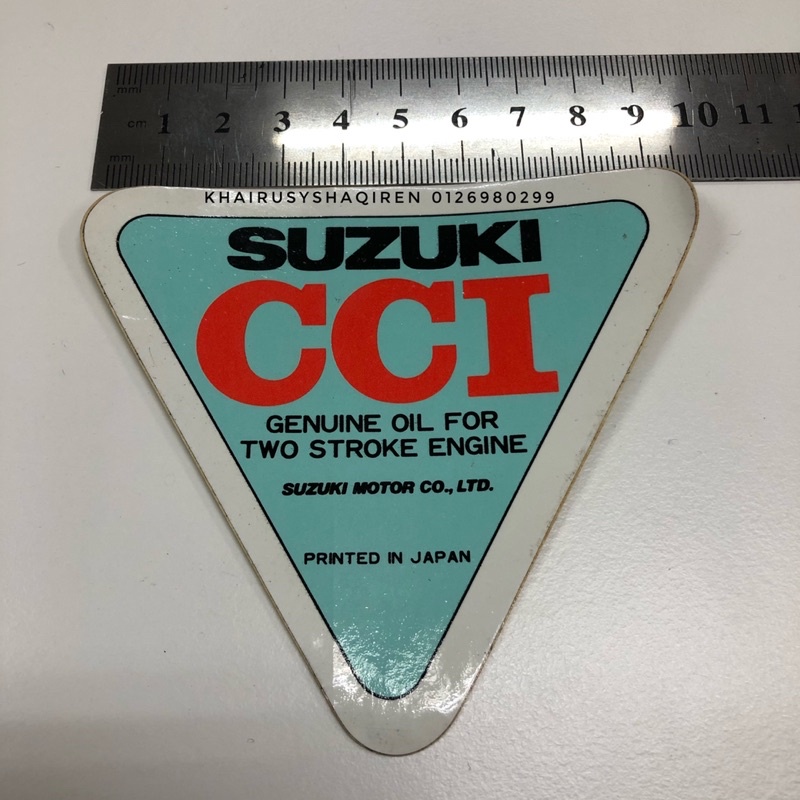 mm
cm 1 2 3 4 5 6 7 8 9 10 11
mm
KHAIRUSYSHAQIREN 0126980299
SUZUKI
CCI
GENUINE OIL FOR
TWO STROKE ENGINE
SUZUKI MOTOR CO., LTD.
PRINTED IN JAPAN